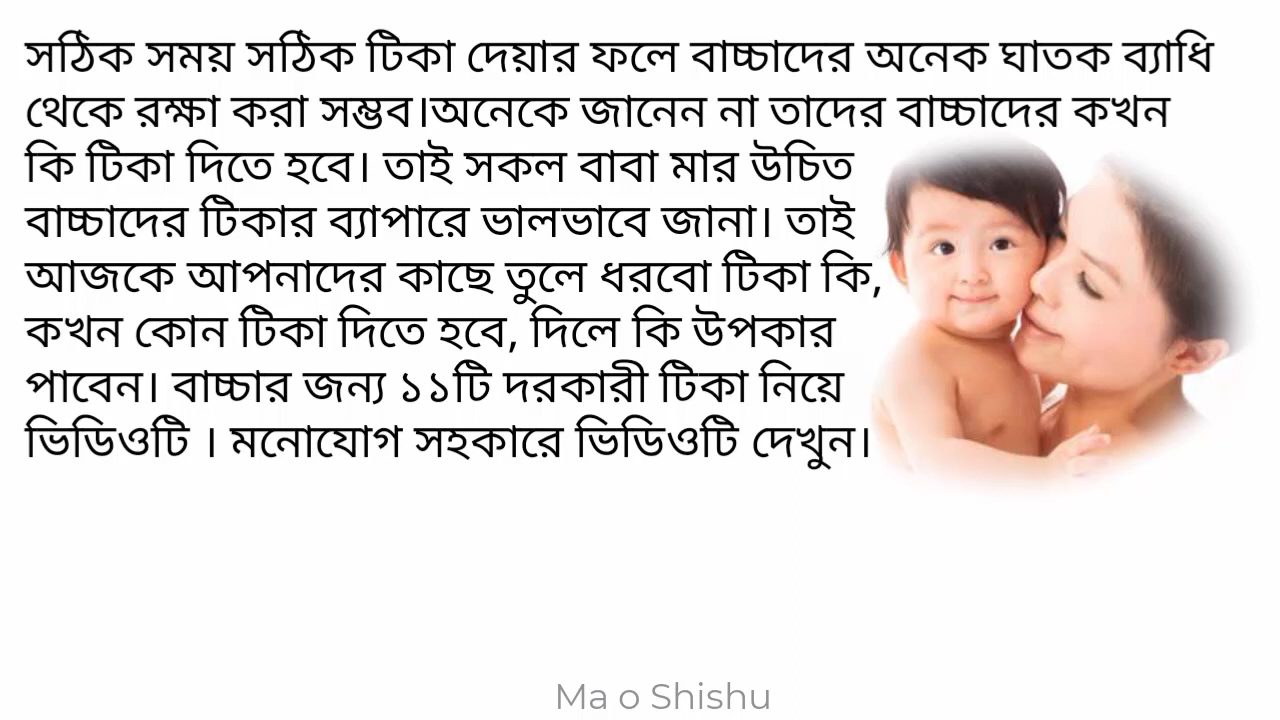 সঠিক সময় সঠিক টিকা দেয়ার ফলে বাচ্চাদের অনেক ঘাতক ব্যাধি
থেকে রক্ষা করা সম্ভব।অনেকে জানেন না তাদের বাচ্চাদের কখন
কি টিকা দিতে হবে। তাই সকল বাবা মার উচিত
বাচ্চাদের টিকার ব্যাপারে ভালভাবে জানা। তাই
আজকে আপনাদের কাছে তুলে ধরবো টিকা কি,
কখন কোন টিকা দিতে হবে, দিলে কি উপকার
পাবেন। বাচ্চার জন্য ১১টি দরকারী টিকা নিয়ে
ভিডিওটি । মনোযোগ সহকারে ভিডিওটি দেখুন।
Ma o Shishu